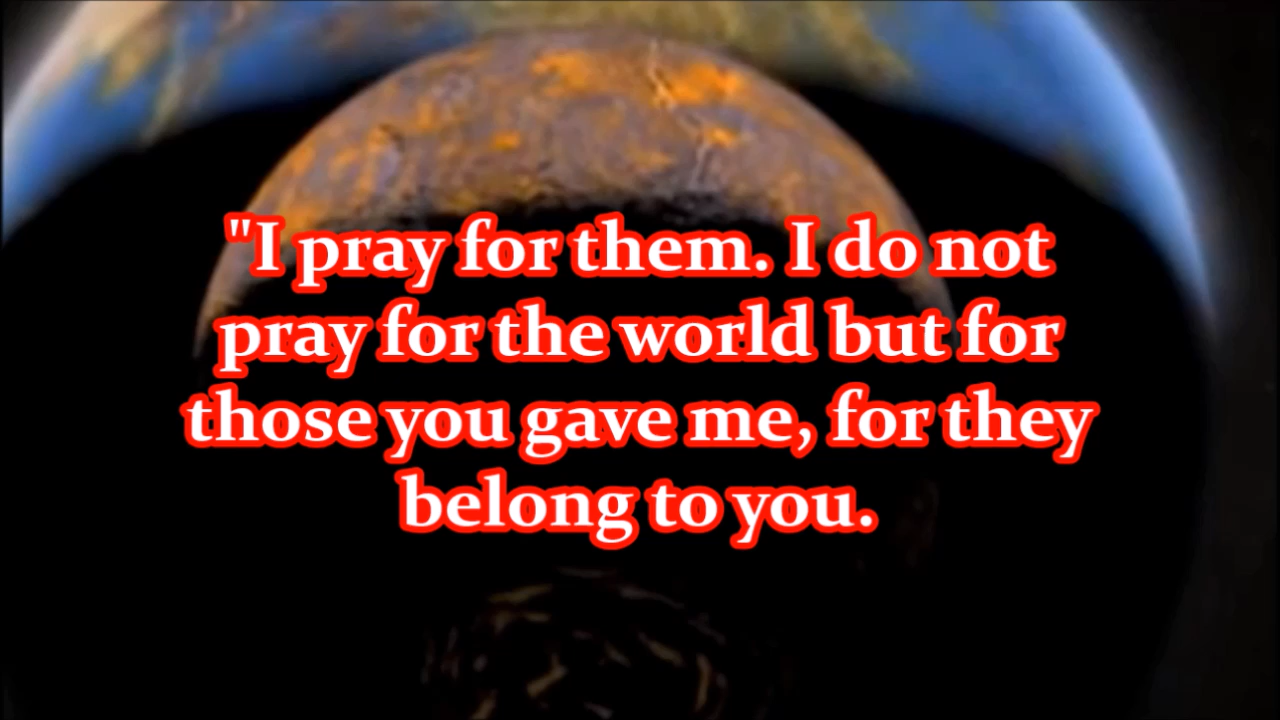 "I pray for them. I do not
pray for the world but for
those you gave me, for they
belong to you.